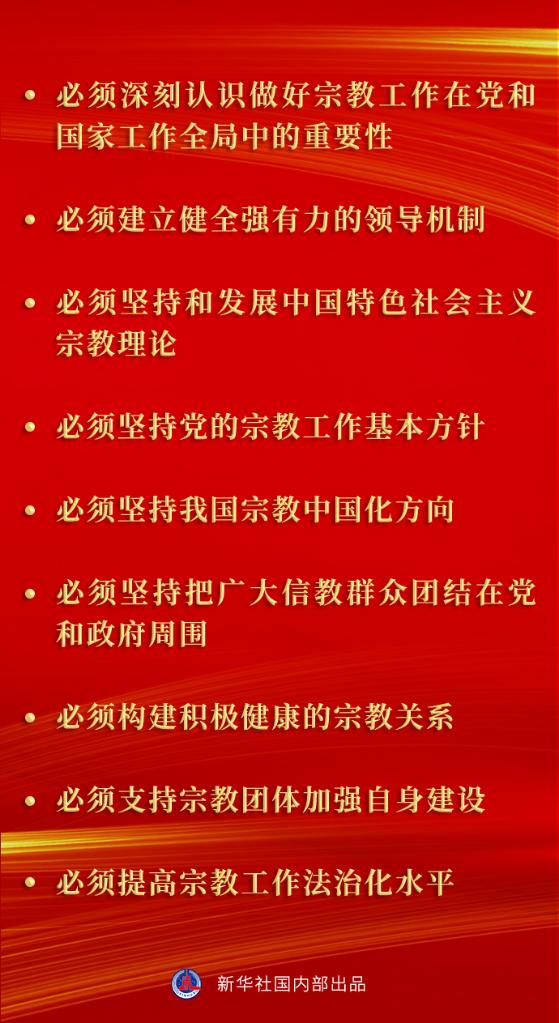 • 必须深刻认识做好宗教工作在党和
国家工作全局中的重要性
• 必须建立健全强有力的领导机制
• 必须坚持和发展中国特色社会主义
宗教理论
• 必须坚持党的宗教工作基本方针
• 必须坚持我国宗教中国化方向
• 必须坚持把广大信教群众团结在党
和政府周围
• 必须构建积极健康的宗教关系
• 必须支持宗教团体加强自身建设
• 必须提高宗教工作法治化水平
新华社国内部出品